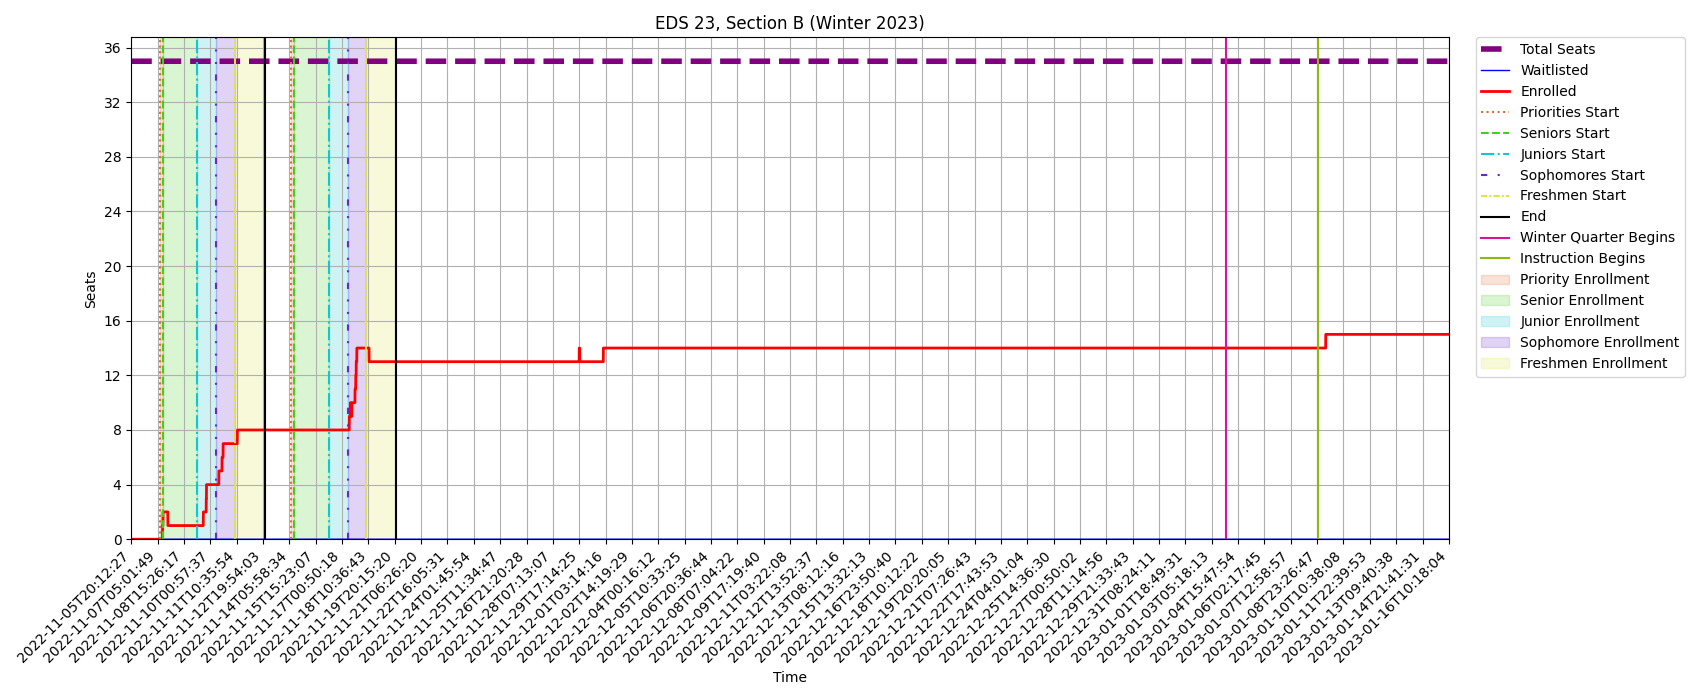 EDS 23, Section B (Winter 2023)
Seats
36
32
28
24
20
16
12
8
4
0
2022-11-05T20:12:27
2022-11-07T05:01:49
2022-11-08T15:26:17
2022-11-10T00:57:37
2022-11-11T10:35:54
2022-11-12T19:54:03
2022-11-14T05:58:34
2022-11-15T15:23:07
2022-11-17T00:50:18
2022-11-18T10:36:43
2022-11-19T20:15:20
2022-11-21T06:26:20
2022-11-22T16:05:31
2022-11-24T01:45:54
2022-11-25T11:34:47
2022-11-26T21:20:28
2022-11-28T07:13:07
2022-11-29T17:14:25
2022-12-01T03:14:16
2022-12-02T14:19:29
2022-12-04T00:16:12
2022-12-05T10:33:25
2022-12-06T20:36:44
2022-12-08T07:04:22
2022-12-09T17:19:40
2022-12-11T03:22:08
2022-12-12T13:52:37
2022-12-13T08:12:16
2022-12-15T13:32:13
2022-12-16T23:50:40
2022-12-18T10:12:22
2022-12-19T20:20:05
2022-12-21T07:26:43
2022-12-22T17:43:53
2022-12-24T04:01:04
2022-12-25T14:36:30
2022-12-27T00:50:02
2022-12-28T11:14:56
2022-12-29T21:33:43
2022-12-31T08:24:11
2023-01-01T18:49:31
2023-01-03T05:18:13
2023-01-04T15:47:54
2023-01-06T02:17:45
2023-01-07T12:58:57
2023-01-08T23:26:47
2023-01-10T10:38:08
2023-01-11T22:39:53
2023-01-13T09:40:38
2023-01-14T21:41:31
2023-01-16T10:18:04
Time
Total Seats
Waitlisted
Enrolled
Priorities Start
Seniors Start
Juniors Start
Sophomores Start
Freshmen Start
End
Winter Quarter Begins
Instruction Begins
Priority Enrollment
Senior Enrollment
Junior Enrollment
Sophomore Enrollment
Freshmen Enrollment